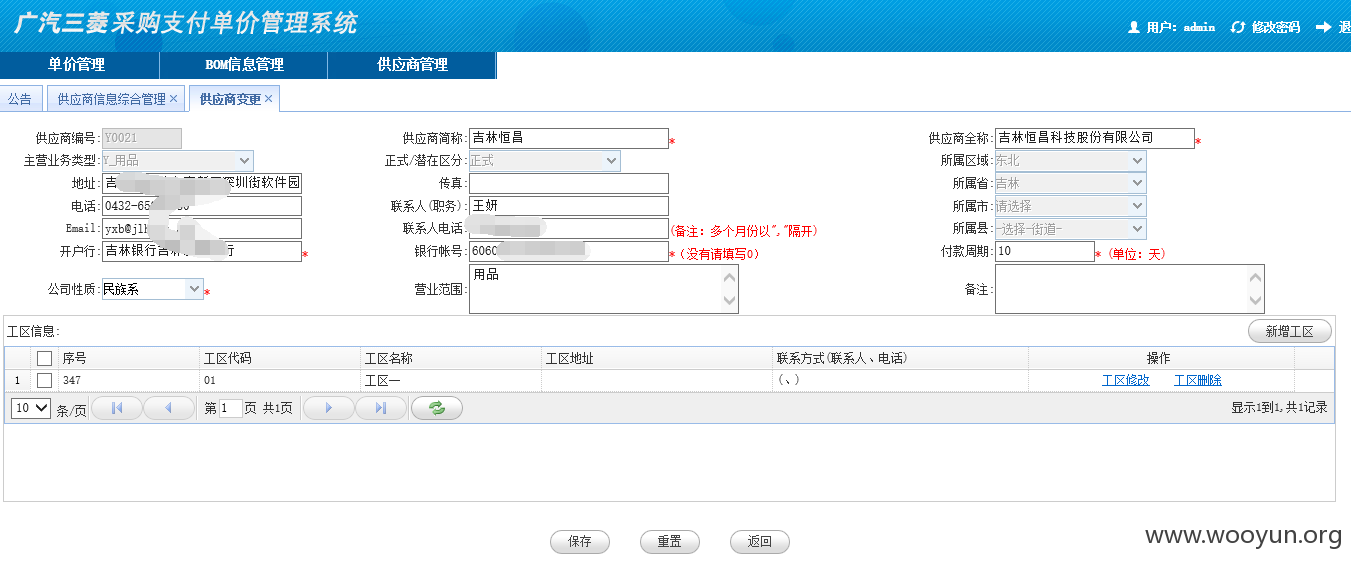 广汽三菱 采购支付单价管理系统
用户: admin 修改密码 退
单价管理 BOM信息管理 供应商管理
公告 供应商信息综合管理 × 供应商变更 ×
供应商编号: Y0021 供应商简称: 吉林恒昌 * 供应商全称: 吉林恒昌科技股份有限公司 *
主营业务类型: Y_用品 正式/潜在区分: 正式 所属区域: 东北
地址: 吉 深圳街软件园 传真: 所属省: 吉林
电话: 0432-65 联系人(职务): 王妍 所属市: 请选择
Email: yxb@jlh 联系人电话: (备注: 多个月份以","隔开) 所属县: -选择-街道-
开户行: 吉林银行吉林 行 * 银行帐号: 6060 * (没有请填写0) 付款周期: 10 * (单位: 天)
公司性质: 民族系 * 营业范围: 用品 备注:
工区信息: 新增工区
序号 工区代码 工区名称 工区地址 联系方式(联系人、电话) 操作
1 347 01 工区一 (、) 工区修改 工区删除
10 条/页 第 1 页 共1页 显示1到1,共1记录
保存 重置 返回
www.wooyun.org